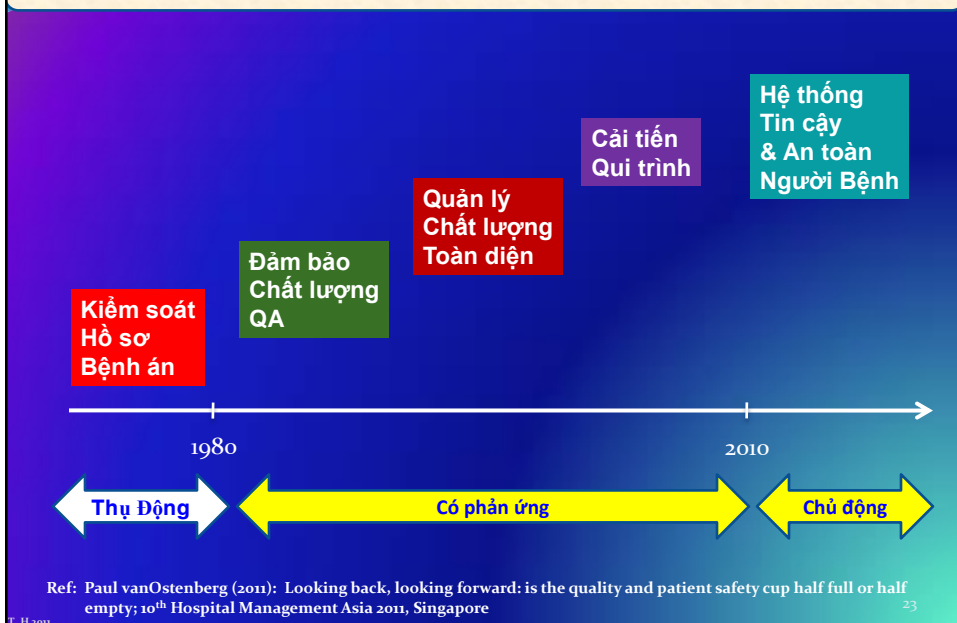 Hệ thống
Tin cậy
& An toàn
Người Bệnh
Cải tiến
Qui trình
Quản lý
Chất lượng
Toàn diện
Đảm bảo
Chất lượng
QA
Kiểm soát
Hồ sơ
Bệnh án
1980
2010
Thụ Động
Có phản ứng
Chủ động
Ref: Paul vanOstenberg (2011): Looking back, looking forward: is the quality and patient safety cup half full or half
empty; 10th Hospital Management Asia 2011, Singapore
23